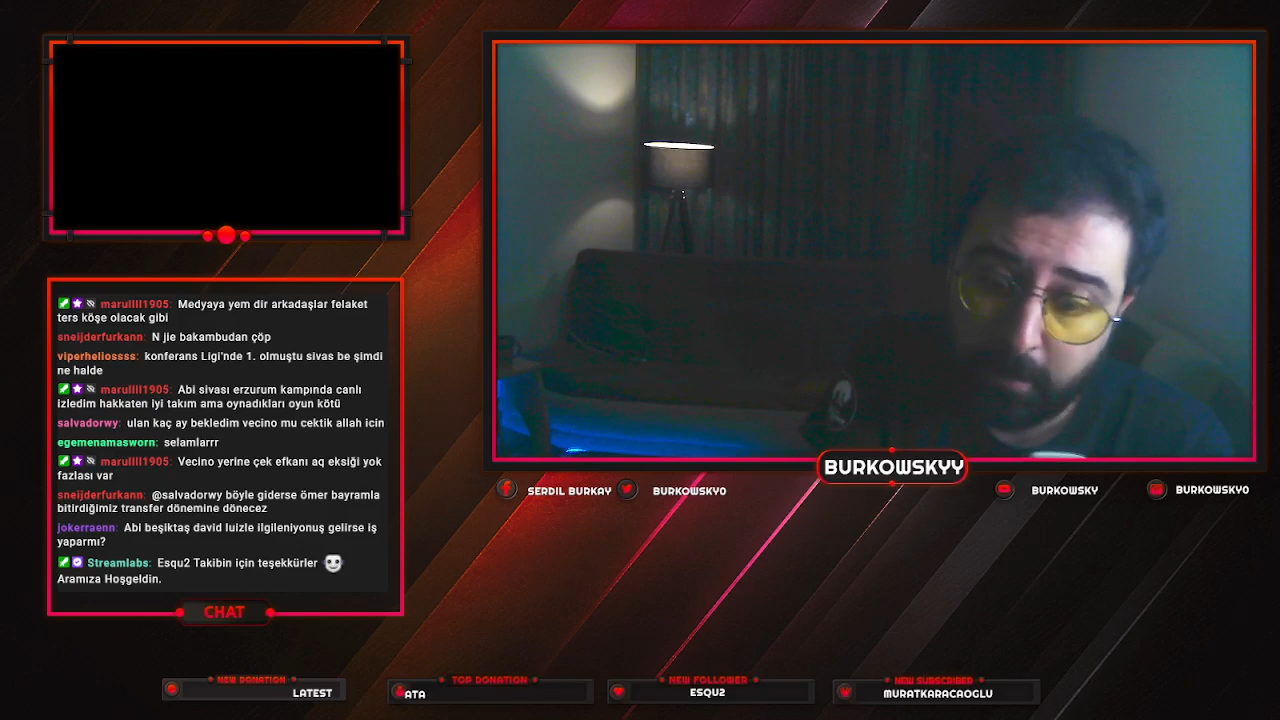 marullll1905: Medyaya yem dir arkadaşlar felaket
ters köşe olacak gibi
sneijderfurkann: N jie bakambudan çöp
viperheliossss: konferans Ligi'nde 1. olmuştu sivas be şimdi
ne halde
marullll1905: Abi sivası erzurum kampında canlı
izledim hakkaten iyi takım ama oynadıkları oyun kötü
salvadorwy: ulan kaç ay bekledim vecino mu cektik allah icin
egemenamasworn: selamlarrr
marullll1905: Vecino yerine çek efkanı aq eksiği yok
fazlası var
sneijderfurkann: @salvadorwy böyle giderse ömer bayramla
bitirdiğimiz transfer dönemine dönecez
jokerraenn: Abi beşiktaş david luizle ilgileniyonuş gelirse iş
yaparmı?
Streamlabs: Esqu2 Takibin için teşekkürler
Aramıza Hoşgeldin.
CHAT
BURKOWSKYY
SERDIL BURKAY
BURKOWSKY0
BURKOWSKY
BURKOWSKY0
NEW DONATION
LATEST
TOP DONATION
ATA
NEW FOLLOWER
ESQU2
NEW SUBSCRIBED
MURATKARACAOGLU